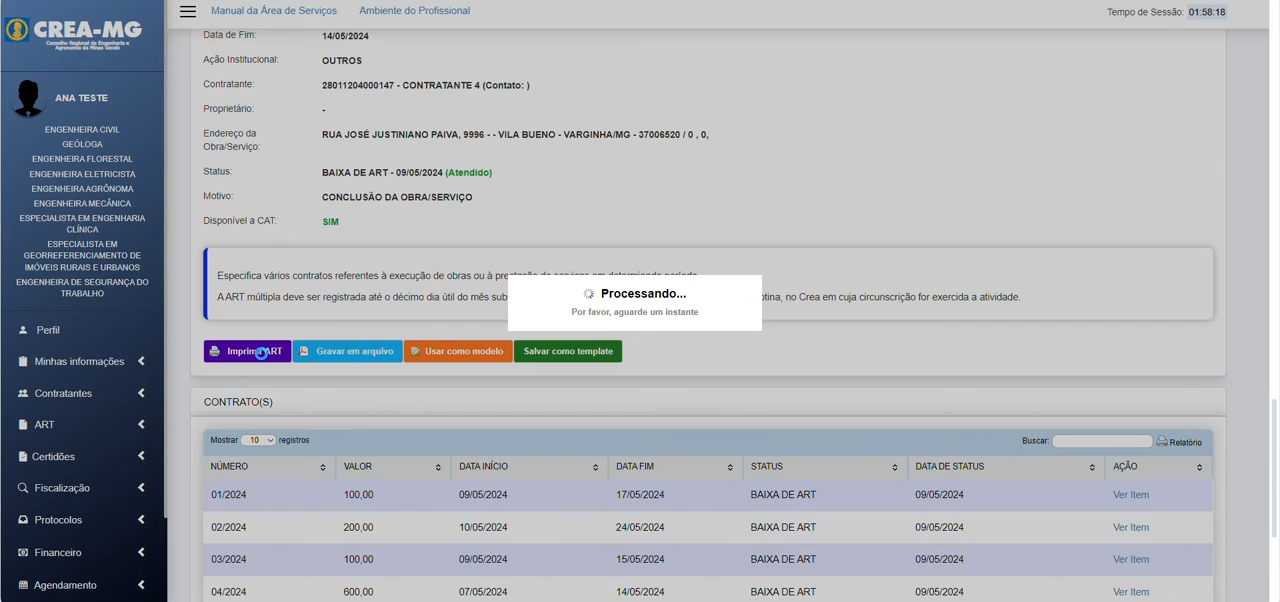 Manual da Área de Serviços
Ambiente do Profissional
Tempo de Sessão: 01:58:18
CREA-MG
Conselho Regional de Engenharia e
Agronomia de Minas Gerais
ANA TESTE
ENGENHEIRA CIVIL
GEÓLOGA
ENGENHEIRA FLORESTAL
ENGENHEIRA ELETRICISTA
ENGENHEIRA AGRÔNOMA
ENGENHEIRA MECÂNICA
ESPECIALISTA EM ENGENHARIA
CLÍNICA
ESPECIALISTA EM
GEORREFERENCIAMENTO DE
IMÓVEIS RURAIS E URBANOS
ENGENHEIRA DE SEGURANÇA DO
TRABALHO
Perfil
Minhas informações
Contratantes
ART
Certidões
Fiscalização
Protocolos
Financeiro
Agendamento
Data de Fim: 14/05/2024
Ação Institucional: OUTROS
Contratante: 28011204000147 - CONTRATANTE 4 (Contato: )
Proprietário: -
Endereço da
Obra/Serviço: RUA JOSÉ JUSTINIANO PAIVA, 9996 - - VILA BUENO - VARGINHA/MG - 37006520 / 0 , 0,
Status: BAIXA DE ART - 09/05/2024 (Atendido)
Motivo: CONCLUSÃO DA OBRA/SERVIÇO
Disponível a CAT: SIM
Especifica vários contratos referentes à execução de obras ou à prestação de serviços em determinado período.
A ART múltipla deve ser registrada até o décimo dia útil do mês sub
otina, no Crea em cuja circunscrição for exercida a atividade.
Processando...
Por favor, aguarde um instante
Imprimir ART
Gravar em arquivo
Usar como modelo
Salvar como template
CONTRATO(S)
Mostrar 10 registros
Buscar:
Relatório
NÚMERO VALOR DATA INÍCIO DATA FIM STATUS DATA DE STATUS AÇÃO
01/2024 100,00 09/05/2024 17/05/2024 BAIXA DE ART 09/05/2024 Ver Item
02/2024 200,00 10/05/2024 24/05/2024 BAIXA DE ART 09/05/2024 Ver Item
03/2024 100,00 09/05/2024 15/05/2024 BAIXA DE ART 09/05/2024 Ver Item
04/2024 600,00 07/05/2024 14/05/2024 BAIXA DE ART 09/05/2024 Ver Item